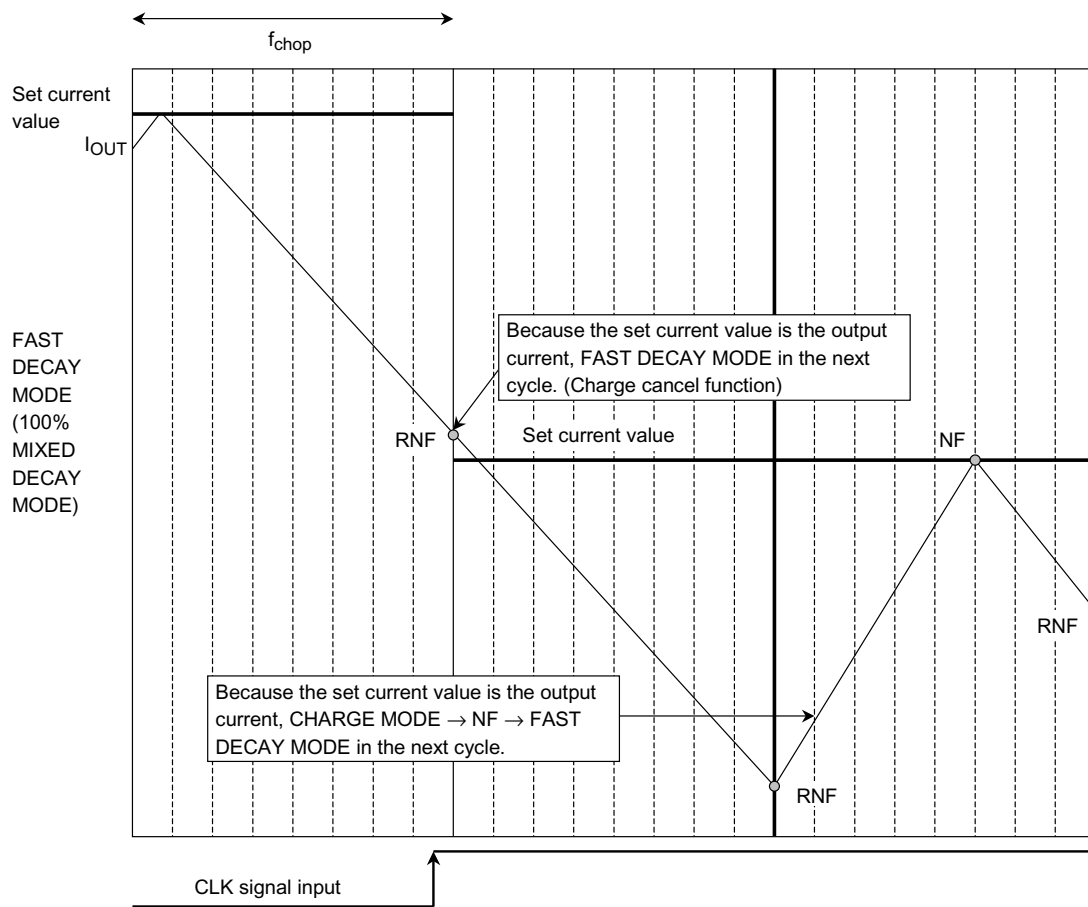 fchop
Set current
value
IOUT
FAST
DECAY
MODE
(100%
MIXED
DECAY
MODE)
Because the set current value is the output
current, FAST DECAY MODE in the next
cycle. (Charge cancel function)
RNF
Set current value
NF
RNF
Because the set current value is the output
current, CHARGE MODE → NF → FAST
DECAY MODE in the next cycle.
RNF
CLK signal input